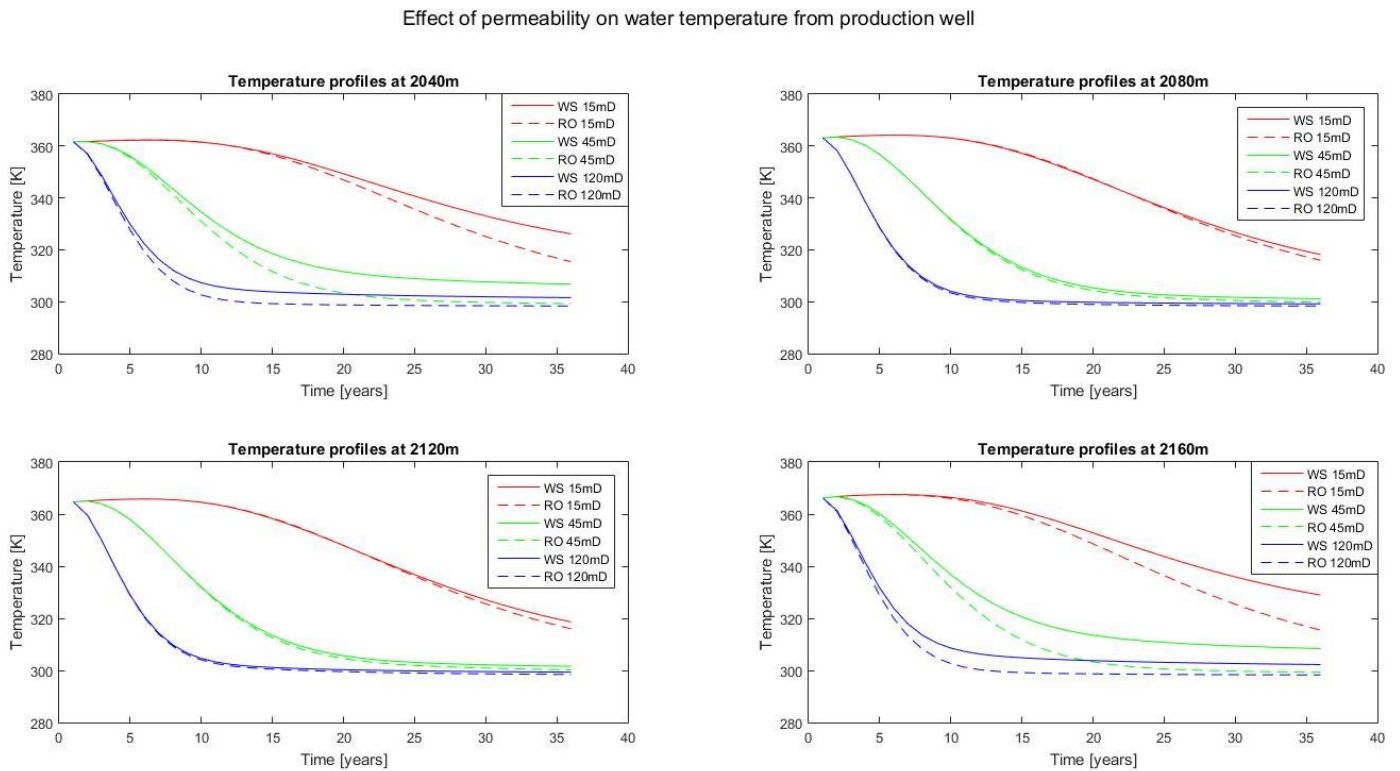 Effect of permeability on water temperature from production well
Temperature profiles at 2040m
380
360
340
320
300
280
Temperature [K]
0 5 10 15 20 25 30 35 40
Time [years]
WS 15mD
RO 15mD
WS 45mD
RO 45mD
WS 120mD
RO 120mD
Temperature profiles at 2080m
380
360
340
320
300
280
Temperature [K]
0 5 10 15 20 25 30 35 40
Time [years]
WS 15mD
RO 15mD
WS 45mD
RO 45mD
WS 120mD
RO 120mD
Temperature profiles at 2120m
380
360
340
320
300
280
Temperature [K]
0 5 10 15 20 25 30 35 40
Time [years]
WS 15mD
RO 15mD
WS 45mD
RO 45mD
WS 120mD
RO 120mD
Temperature profiles at 2160m
380
360
340
320
300
280
Temperature [K]
0 5 10 15 20 25 30 35 40
Time [years]
WS 15mD
RO 15mD
WS 45mD
RO 45mD
WS 120mD
RO 120mD